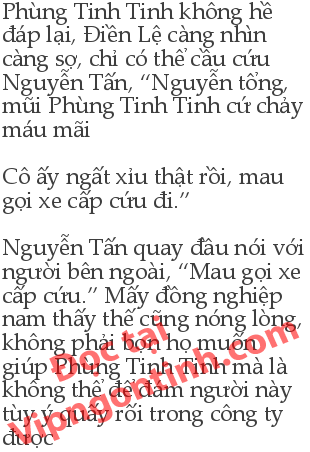 Phùng Tinh Tinh không hề
đáp lại, Điền Lệ càng nhìn
càng sợ, chỉ có thể cầu cứu
Nguyễn Tấn, “Nguyễn tổng,
mũi Phùng Tinh Tinh cứ chảy
máu mãi
Cô ấy ngất xỉu thật rồi, mau
gọi xe cấp cứu đi.”
Nguyễn Tấn quay đầu nói với
người bên ngoài, “Mau gọi xe
cấp cứu.” Mấy đồng nghiệp
nam thấy thế cũng nóng lòng,
không phải bọn họ muốn
giúp Phùng Tinh Tinh mà là
không thể để đám người này
tùy ý quấy rối trong công ty
được
Đọc tại
Vipngontinh.com